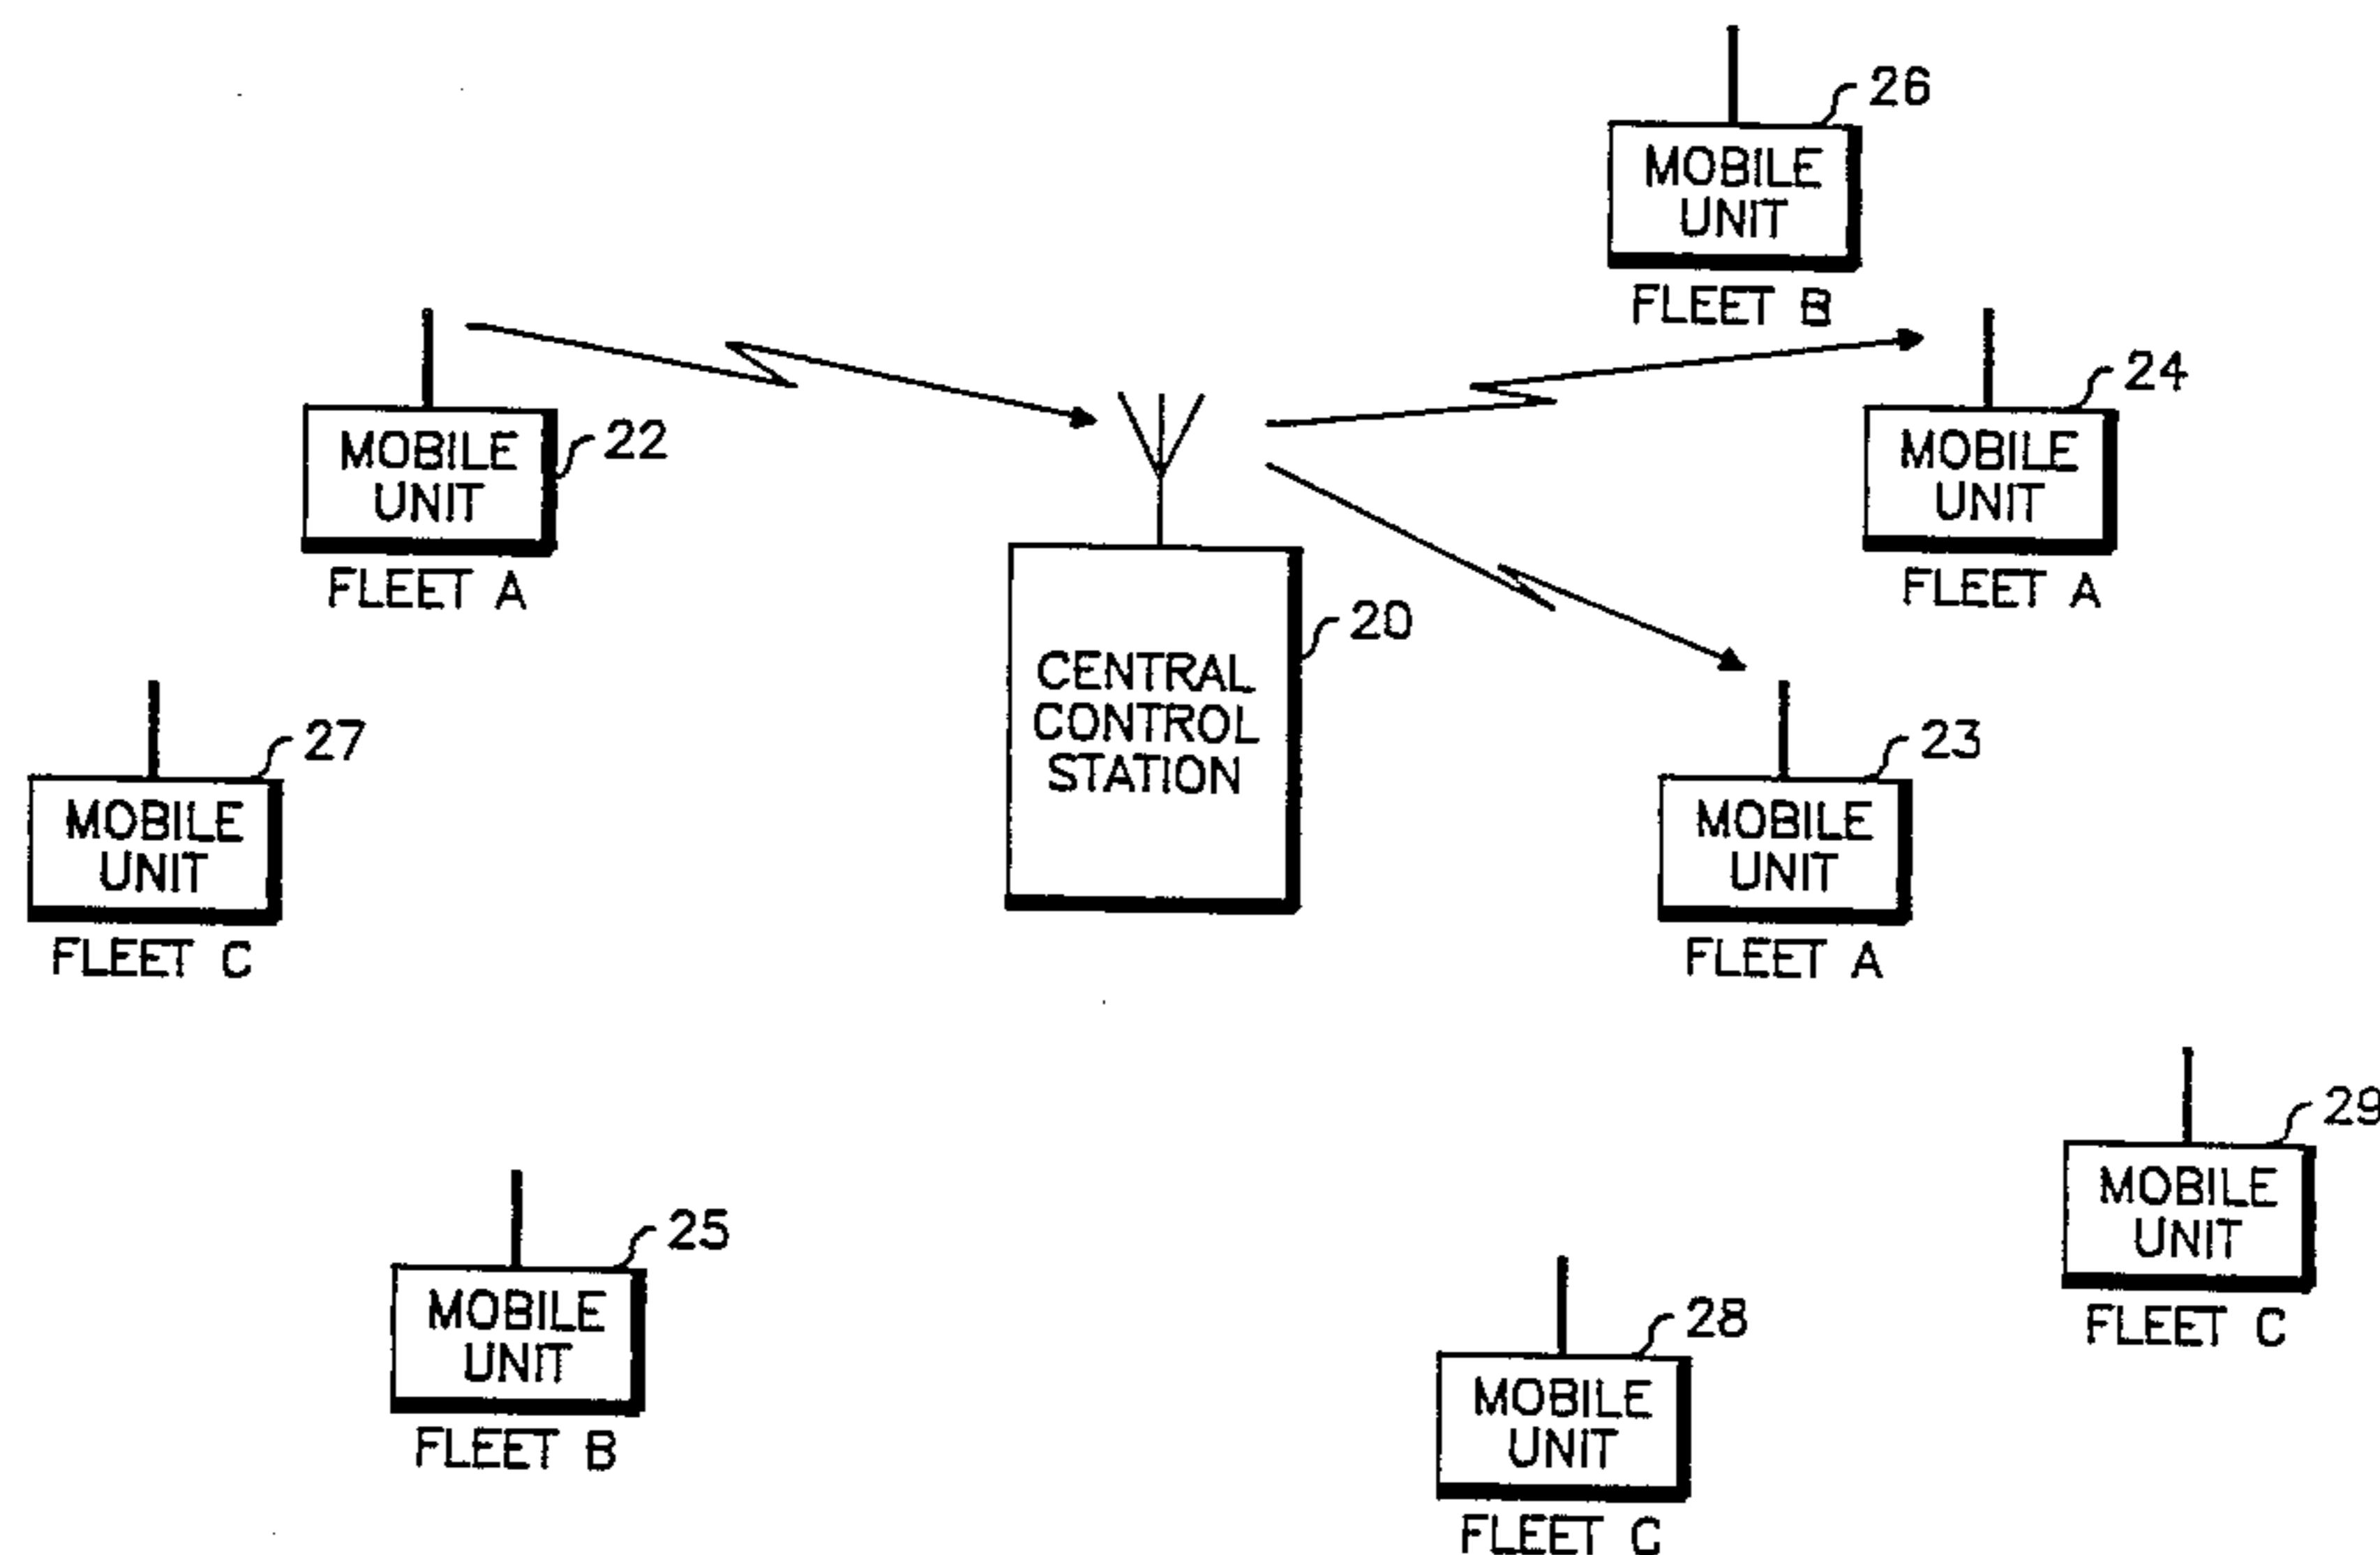 26
MOBILE
UNIT
FLEET B
22
MOBILE
UNIT
FLEET A
24
MOBILE
UNIT
FLEET A
20
CENTRAL
CONTROL
STATION
27
MOBILE
UNIT
FLEET C
23
MOBILE
UNIT
FLEET A
29
MOBILE
UNIT
FLEET C
25
MOBILE
UNIT
FLEET B
28
MOBILE
UNIT
FLEET C